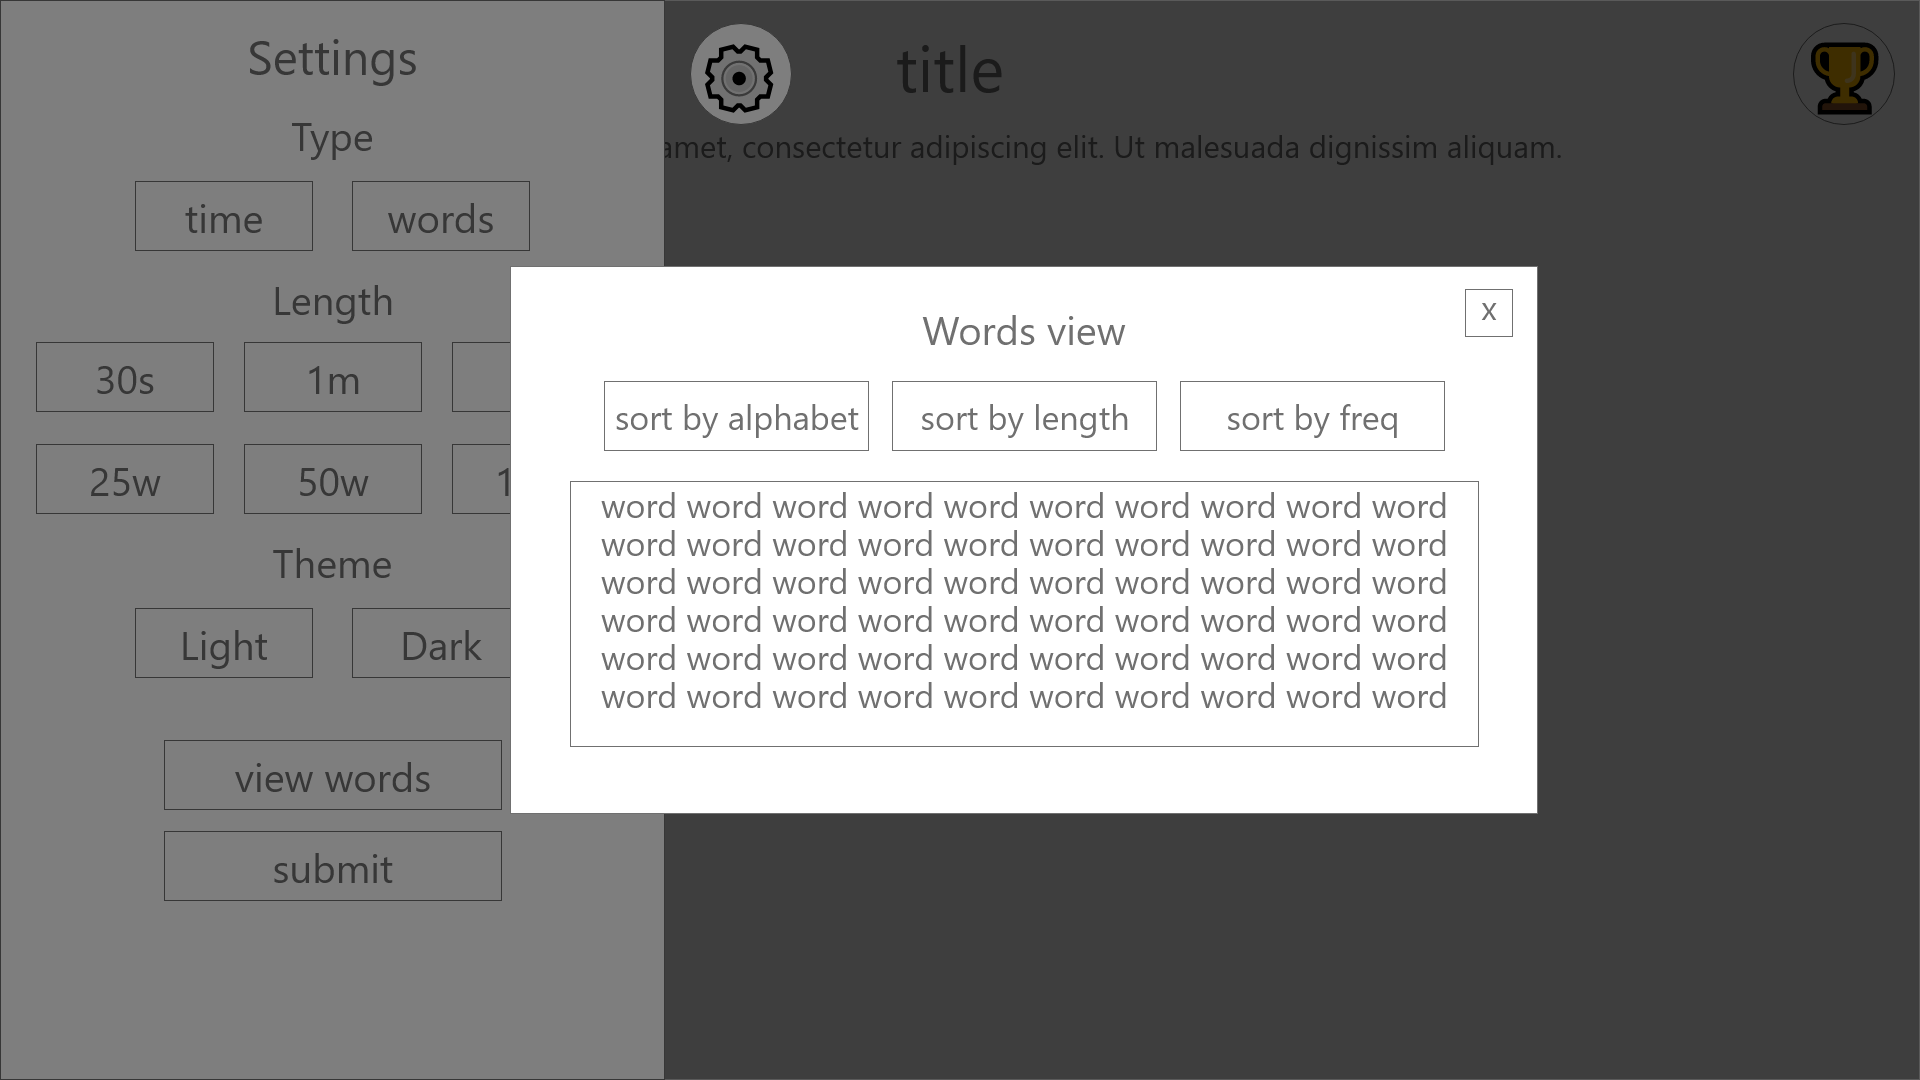 Settings
title
Type
amet, consectetur adipiscing elit. Ut malesuada dignissim aliquam.
time
words
Length
30s
1m
25w
50w
1
Theme
Light
Dark
view words
submit
x
Words view
sort by alphabet
sort by length
sort by freq
word word word word word word word word word word
word word word word word word word word word word
word word word word word word word word word word
word word word word word word word word word word
word word word word word word word word word word
word word word word word word word word word word